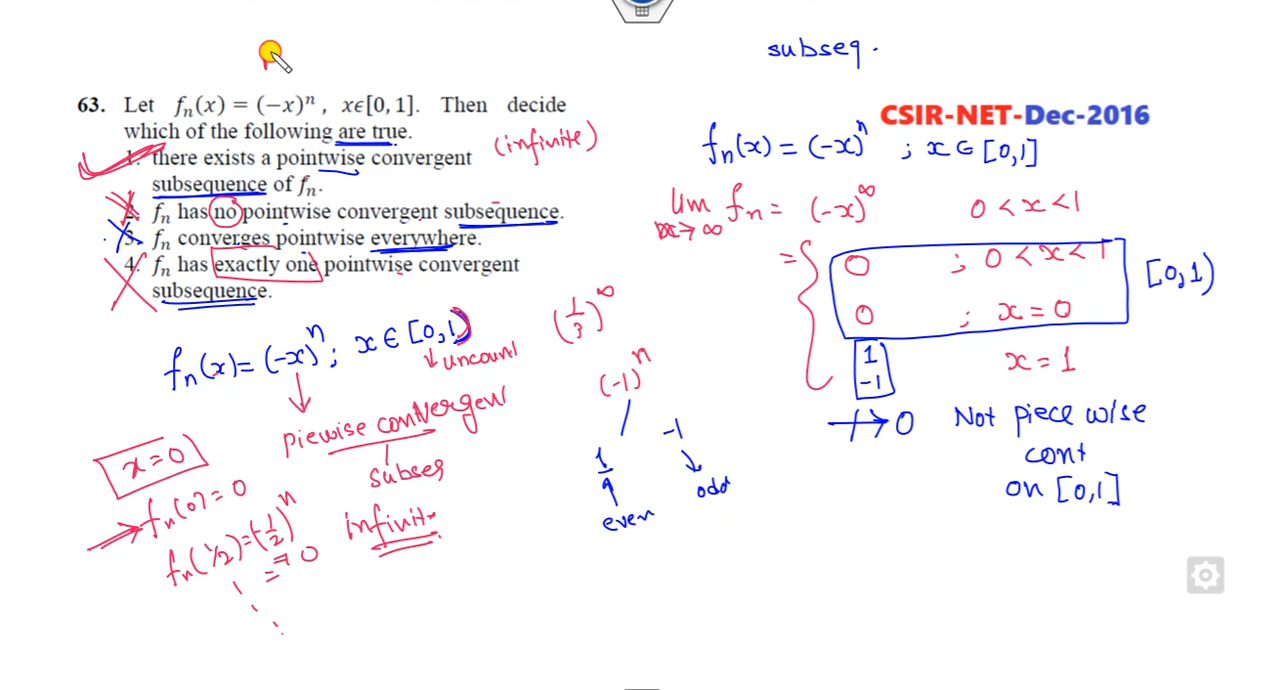 subseq.
63. Let fₙ(x) = (−x)ⁿ, xϵ[0, 1]. Then decide
which of the following are true.
1. there exists a pointwise convergent (infinite)
subsequence of fₙ.
2. fₙ has no pointwise convergent subsequence.
3. fₙ converges pointwise everywhere.
4. fₙ has exactly one pointwise convergent
subsequence.
fₙ(x) = (-x)ⁿ; x ∈ [0,1)
↓ uncount
piewise convergent
subseq
infinite
x=0
→ fₙ(0) = 0
fₙ(1/2) = (-1/2)ⁿ
= → 0
(1/3)^∞
(-1)ⁿ
1 -1
even odd
CSIR-NET-Dec-2016
fₙ(x) = (-x)ⁿ ; x ∈ [0,1]
lim fₙ = (-x)^∞ 0 < x < 1
n→∞
= { 0 ; 0 < x < 1 [0,1)
0 ; x = 0
1
-1 x = 1
↛ 0 Not piece wise
cont
on [0,1]